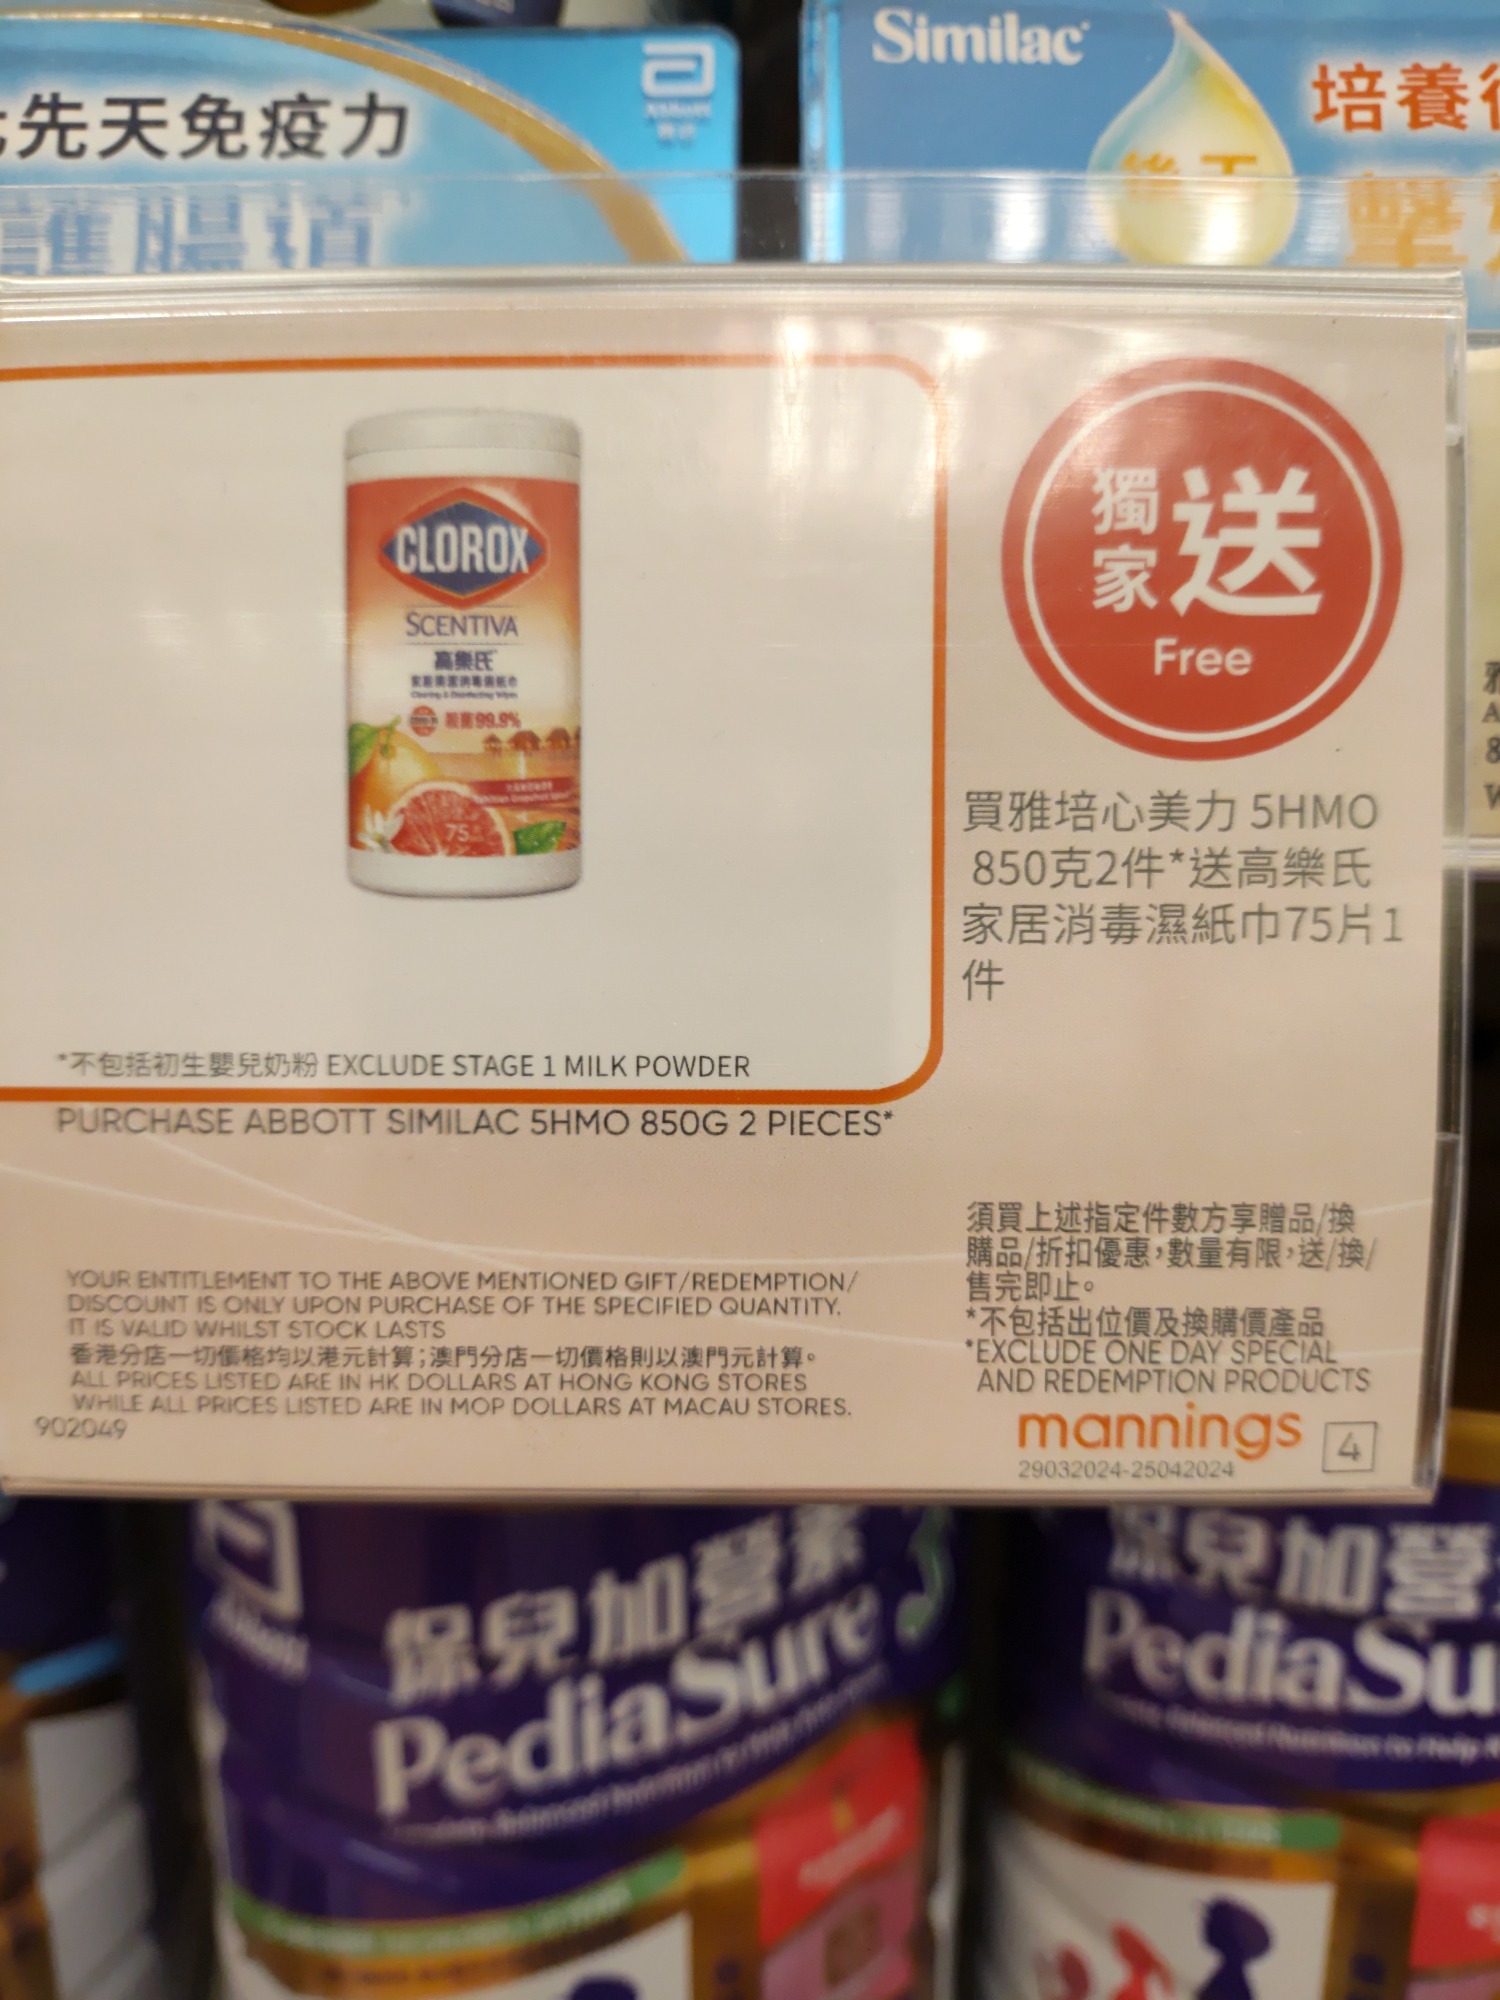 先天免疫力
護腸道
Similac
培養
CLOROX
SCENTIVA
高樂氏
殺菌99.9%
75
獨家送
Free
買雅培心美力 5HMO
850克2件*送高樂氏
家居消毒濕紙巾75片1
件
*不包括初生嬰兒奶粉 EXCLUDE STAGE 1 MILK POWDER
PURCHASE ABBOTT SIMILAC 5HMO 850G 2 PIECES*
YOUR ENTITLEMENT TO THE ABOVE MENTIONED GIFT/REDEMPTION/
DISCOUNT IS ONLY UPON PURCHASE OF THE SPECIFIED QUANTITY.
IT IS VALID WHILST STOCK LASTS
香港分店一切價格均以港元計算;澳門分店一切價格則以澳門元計算。
ALL PRICES LISTED ARE IN HK DOLLARS AT HONG KONG STORES
WHILE ALL PRICES LISTED ARE IN MOP DOLLARS AT MACAU STORES.
902049
須買上述指定件數方享贈品/換
購品/折扣優惠,數量有限,送/換/
售完即止。
*不包括出位價及換購價產品
*EXCLUDE ONE DAY SPECIAL
AND REDEMPTION PRODUCTS
mannings
4
29032024-25042024
保兒加營素
PediaSure
保兒加營
PediaSu